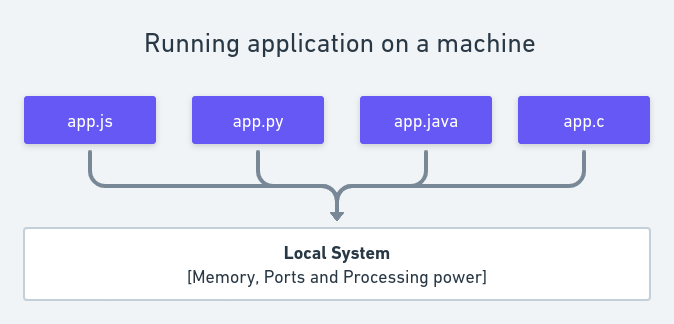 Running application on a machine
app.js
app.py
app.java
app.c
Local System
[Memory, Ports and Processing power]